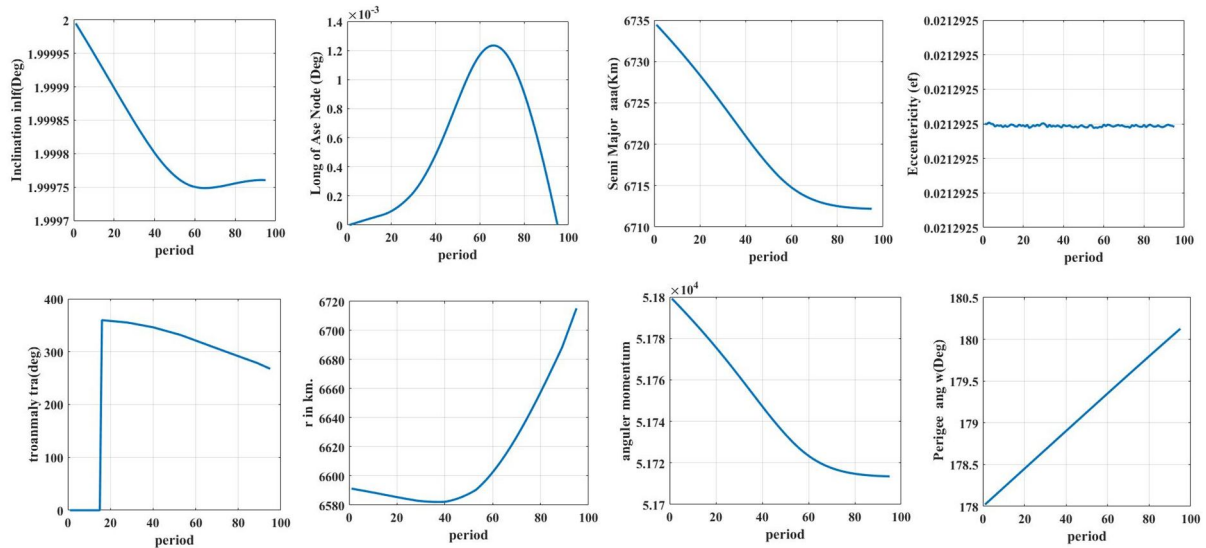 2
1.99995
1.9999
1.99985
1.9998
1.99975
1.9997
Inclination inlf(Deg)
0 20 40 60 80 100
period
×10-3
1.4
1.2
1
0.8
0.6
0.4
0.2
0
Long of Ase Node (Deg)
0 20 40 60 80 100
period
6735
6730
6725
6720
6715
6710
Semi Major aaa(Km)
0 20 40 60 80 100
period
0.0212925
0.0212925
0.0212925
0.0212925
0.0212925
0.0212925
0.0212925
Eccentericity (ef)
0 20 40 60 80 100
period
400
300
200
100
0
troanmaly tra(deg)
0 20 40 60 80 100
period
6720
6700
6680
6660
6640
6620
6600
6580
r in km.
0 20 40 60 80 100
period
×104
5.18
5.178
5.176
5.174
5.172
5.17
anguler momentum
0 20 40 60 80 100
period
180.5
180
179.5
179
178.5
178
Perigee ang w(Deg)
0 20 40 60 80 100
period